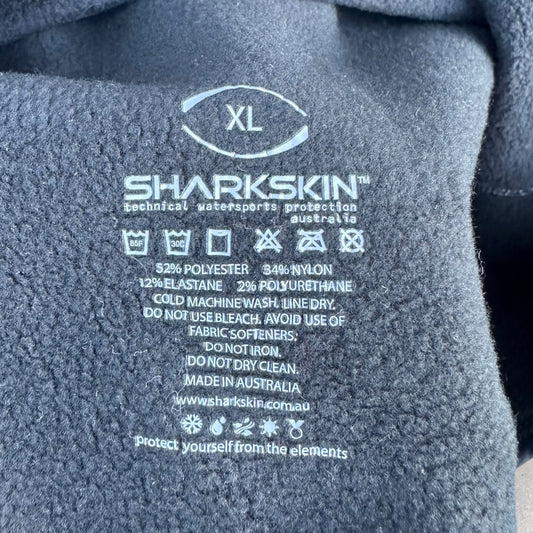 XL
SHARKSKIN™
technical watersports protection
australia
85F 30C
52% POLYESTER 34% NYLON
12% ELASTANE 2% POLYURETHANE
COLD MACHINE WASH. LINE DRY.
DO NOT USE BLEACH. AVOID USE OF
FABRIC SOFTENERS.
DO NOT IRON.
DO NOT DRY CLEAN.
MADE IN AUSTRALIA
www.sharkskin.com.au
protect yourself from the elements